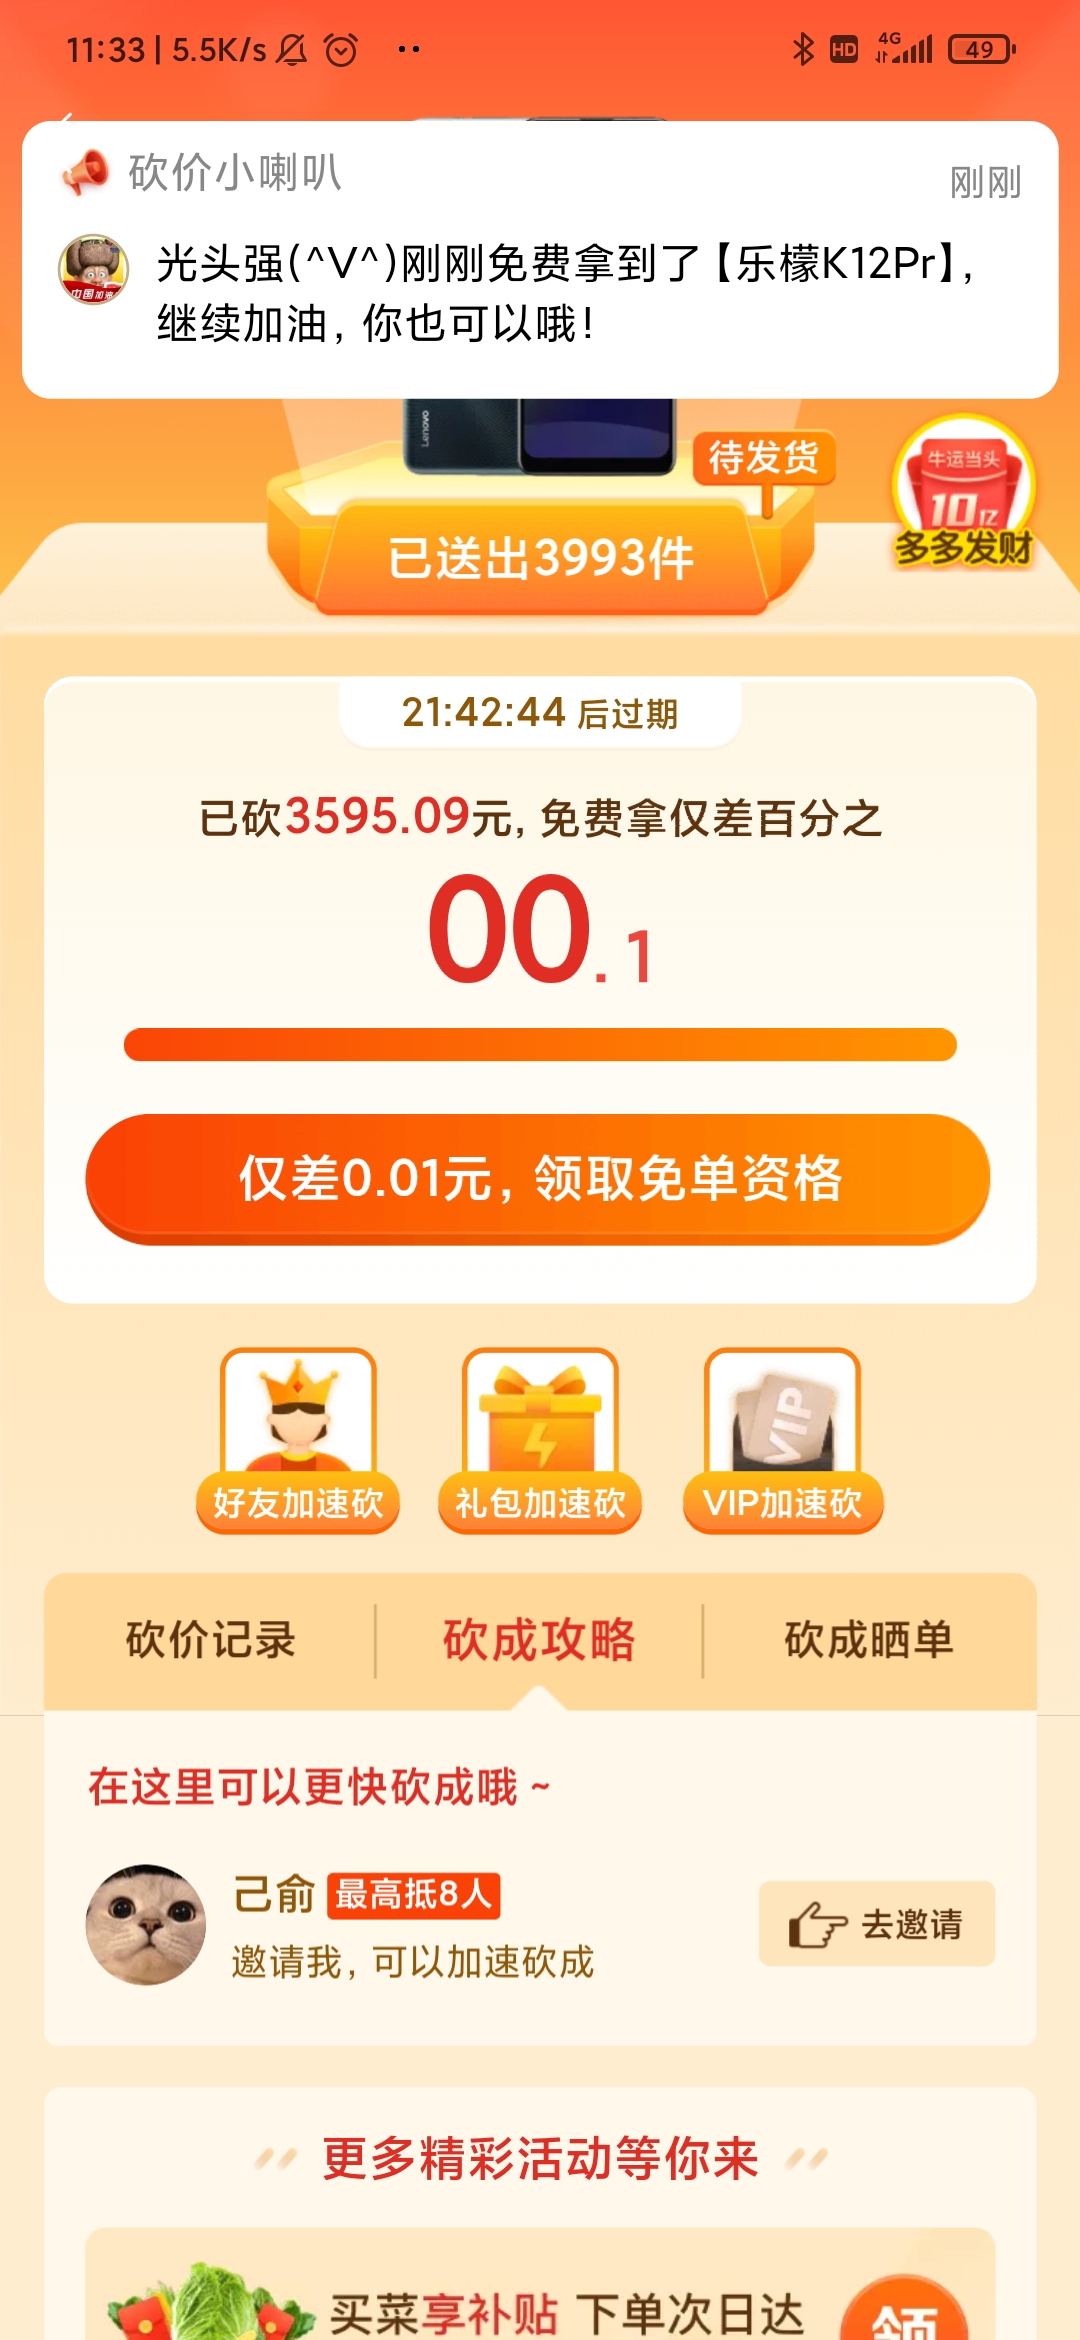 11:33 | 5.5K/s
HD 4G 49
砍价小喇叭
刚刚
光头强(^V^)刚刚免费拿到了【乐檬K12Pr】,
继续加油, 你也可以哦!
中国加油
Lenovo
待发货
牛运当头
10亿
多多发财
已送出3993件
21:42:44 后过期
已砍3595.09元, 免费拿仅差百分之
00.1
仅差0.01元, 领取免单资格
VIP
好友加速砍
礼包加速砍
VIP加速砍
砍价记录
砍成攻略
砍成晒单
在这里可以更快砍成哦~
己俞 最高抵8人
邀请我, 可以加速砍成
去邀请
更多精彩活动等你来
买菜享补贴 下单次日达
领